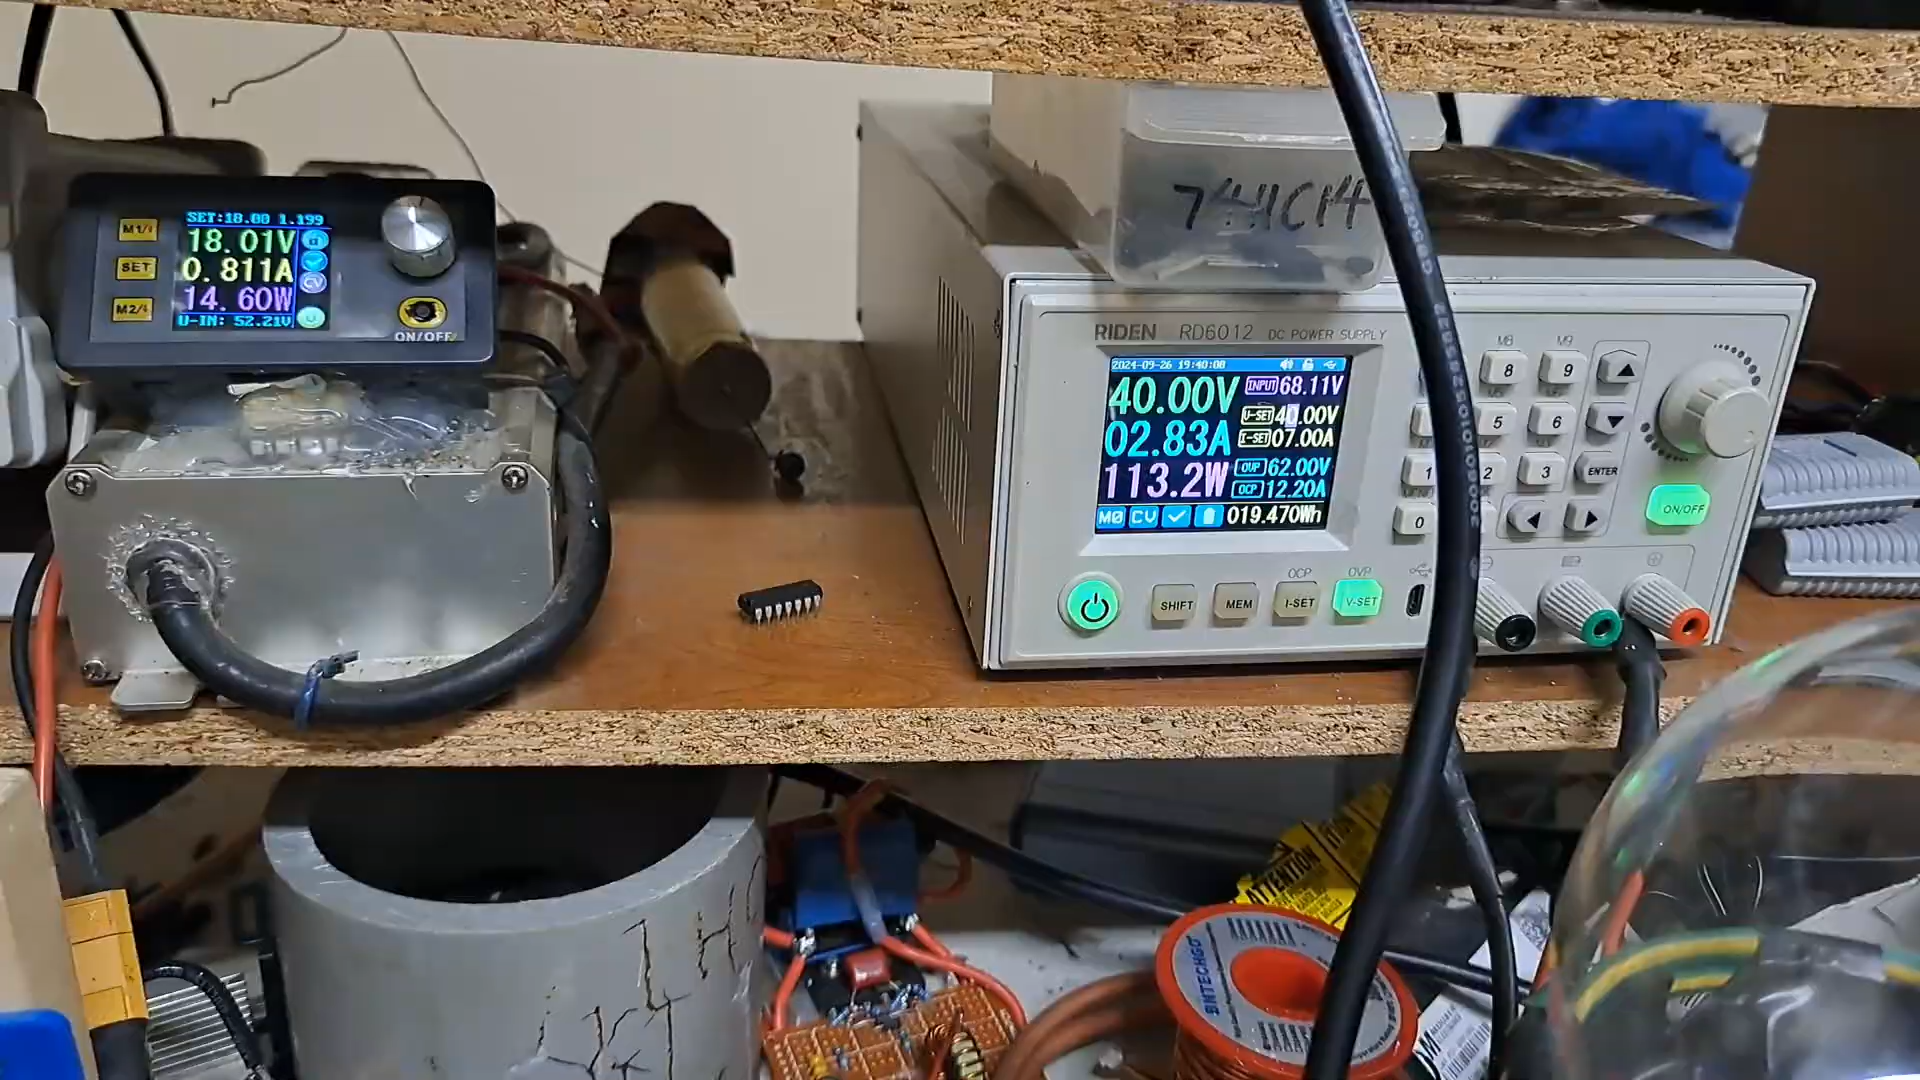 M1/
SET
M2/
SET:18.00 1.199
18.01V
0.811A
CV
14.60W
U-IN: 52.21V
ON/OFF
74HC14
RIDEN RD6012 DC POWER SUPPLY
2024-09-26 19:40:08
40.00V
INPUT 68.11V
U-SET 40.00V
02.83A
I-SET 07.00A
113.2W
OVP 62.00V
OCP 12.20A
M0 CV 019.470Wh
M8 M9
8 9
5 6
1 2 3 ENTER
0
ON/OFF
OCP OVP
SHIFT MEM I-SET V-SET
ATTENTION
BNTECHGO